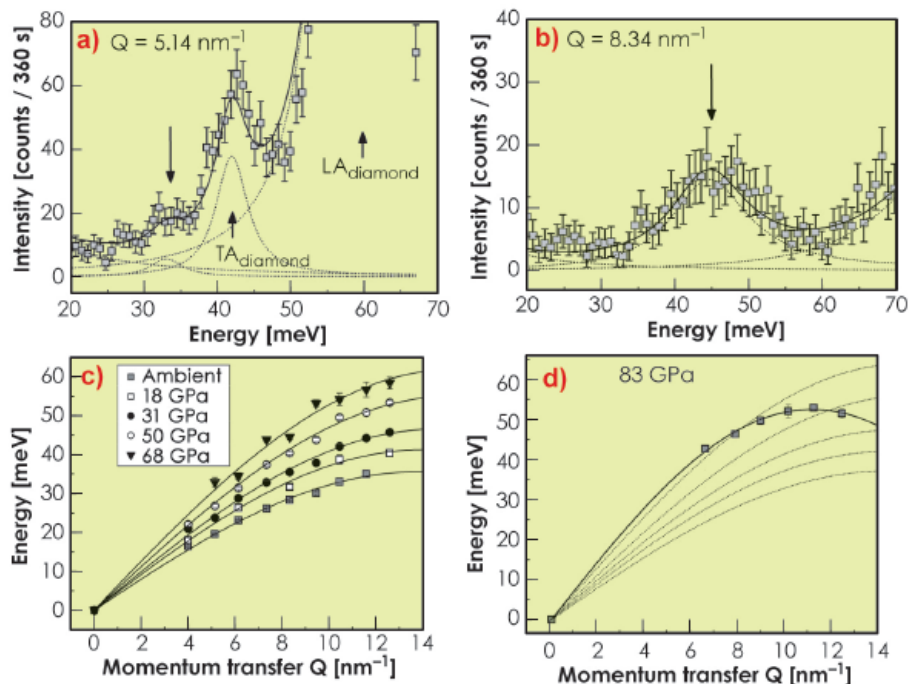 a) Q = 5.14 nm⁻¹
Intensity [counts / 360 s]
80
60
40
20
0
LAdiamond
TAdiamond
20 30 40 50 60 70
Energy [meV]
b) Q = 8.34 nm⁻¹
Intensity [counts / 360 s]
40
30
20
10
0
20 30 40 50 60 70
Energy [meV]
c)
Ambient
18 GPa
31 GPa
50 GPa
68 GPa
Energy [meV]
60
50
40
30
20
10
0
0 2 4 6 8 10 12 14
Momentum transfer Q [nm⁻¹]
d) 83 GPa
Energy [meV]
60
50
40
30
20
10
0
0 2 4 6 8 10 12 14
Momentum transfer Q [nm⁻¹]